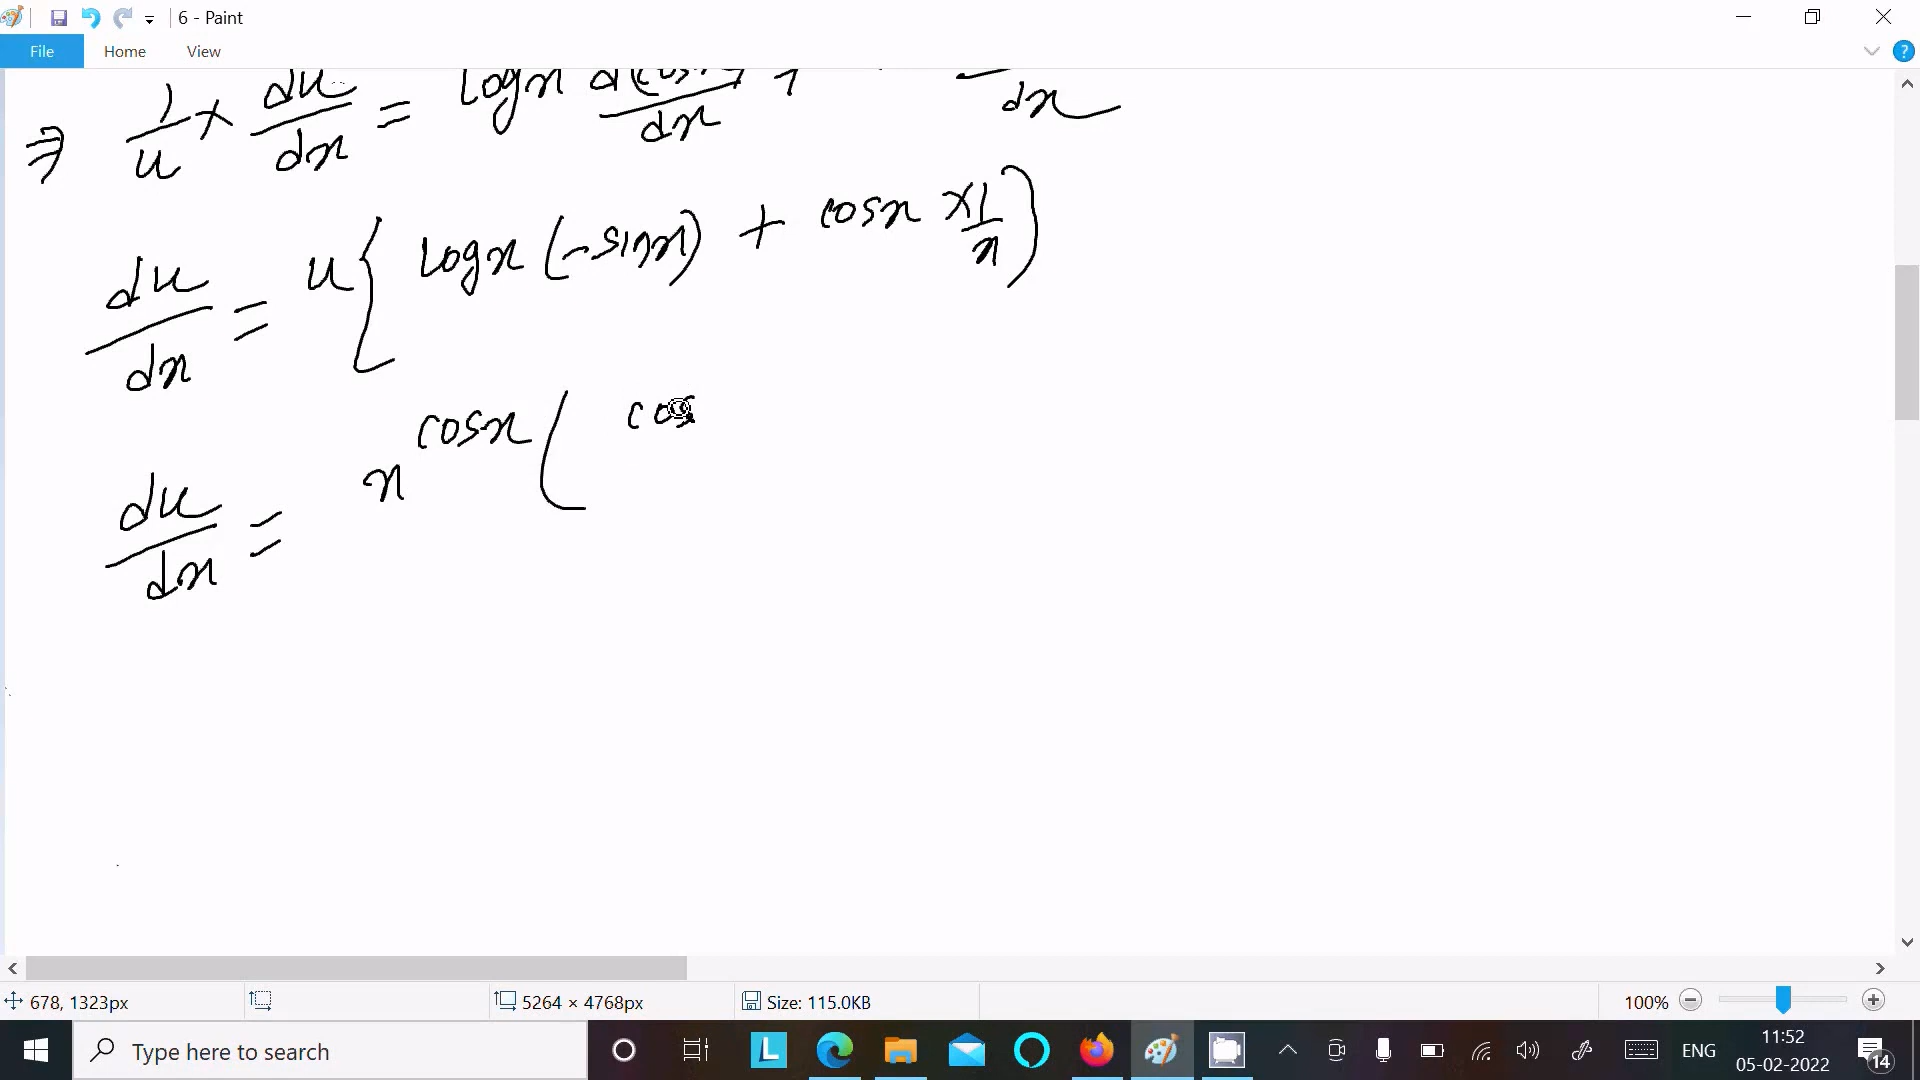 6 - Paint
File Home View
⇒ 1/u × du/dx = logx d(cosx)/dx + dx
du/dx = u{ logx (-sinx) + cosx × 1/x )
du/dx = x^cosx ( cos
678, 1323px 5264 × 4768px Size: 115.0KB 100%
Type here to search L ENG 11:52
05-02-2022 14